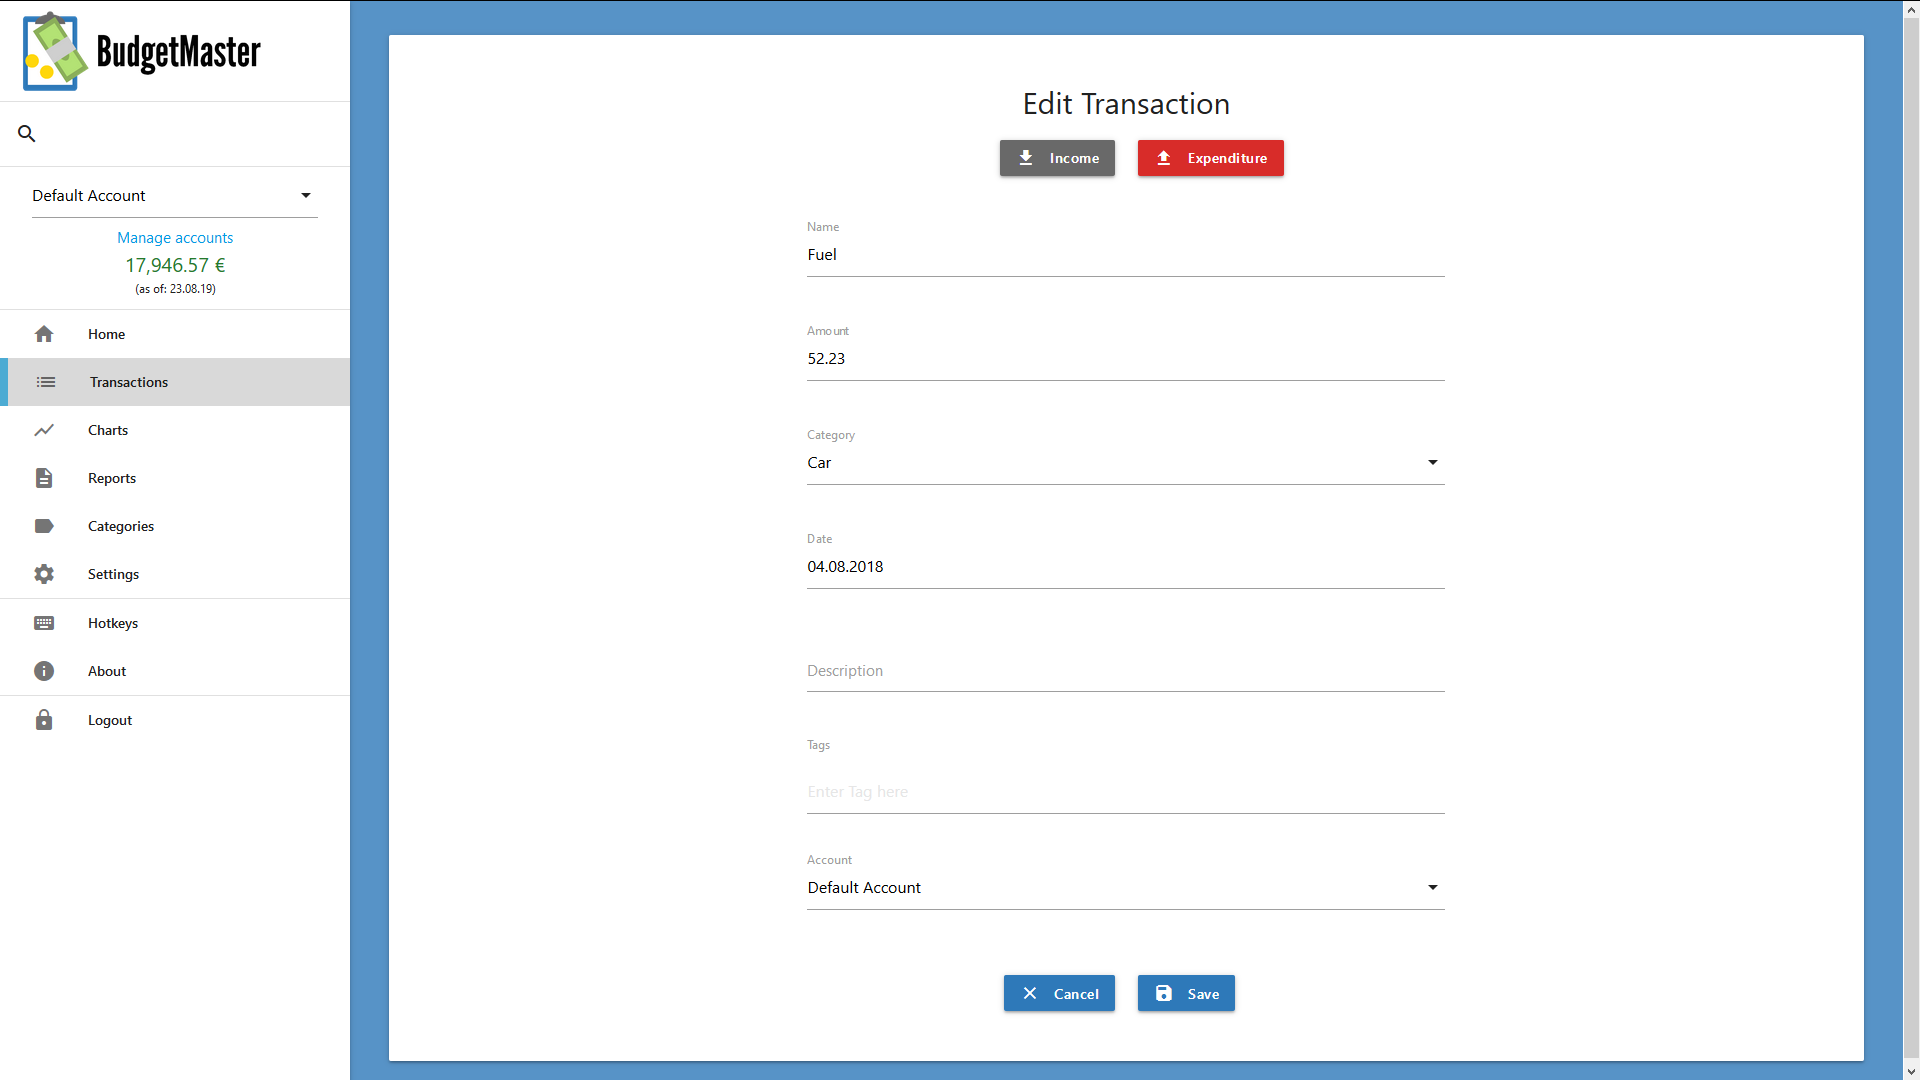 BudgetMaster
Default Account
Manage accounts
17,946.57 €
(as of: 23.08.19)
Home
Transactions
Charts
Reports
Categories
Settings
Hotkeys
About
Logout
Edit Transaction
Income
Expenditure
Name
Fuel
Amount
52.23
Category
Car
Date
04.08.2018
Description
Tags
Enter Tag here
Account
Default Account
Cancel
Save